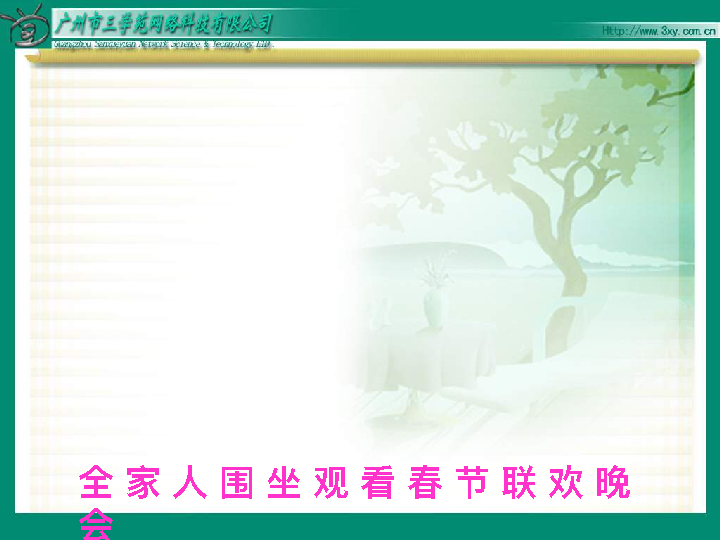 广州市三学苑网络科技有限公司
Http://www.3xy.com.cn
Guangzhou Sanxueyuan Network Science & Technology Ltd.
全家人围坐观看春节联欢晚
会